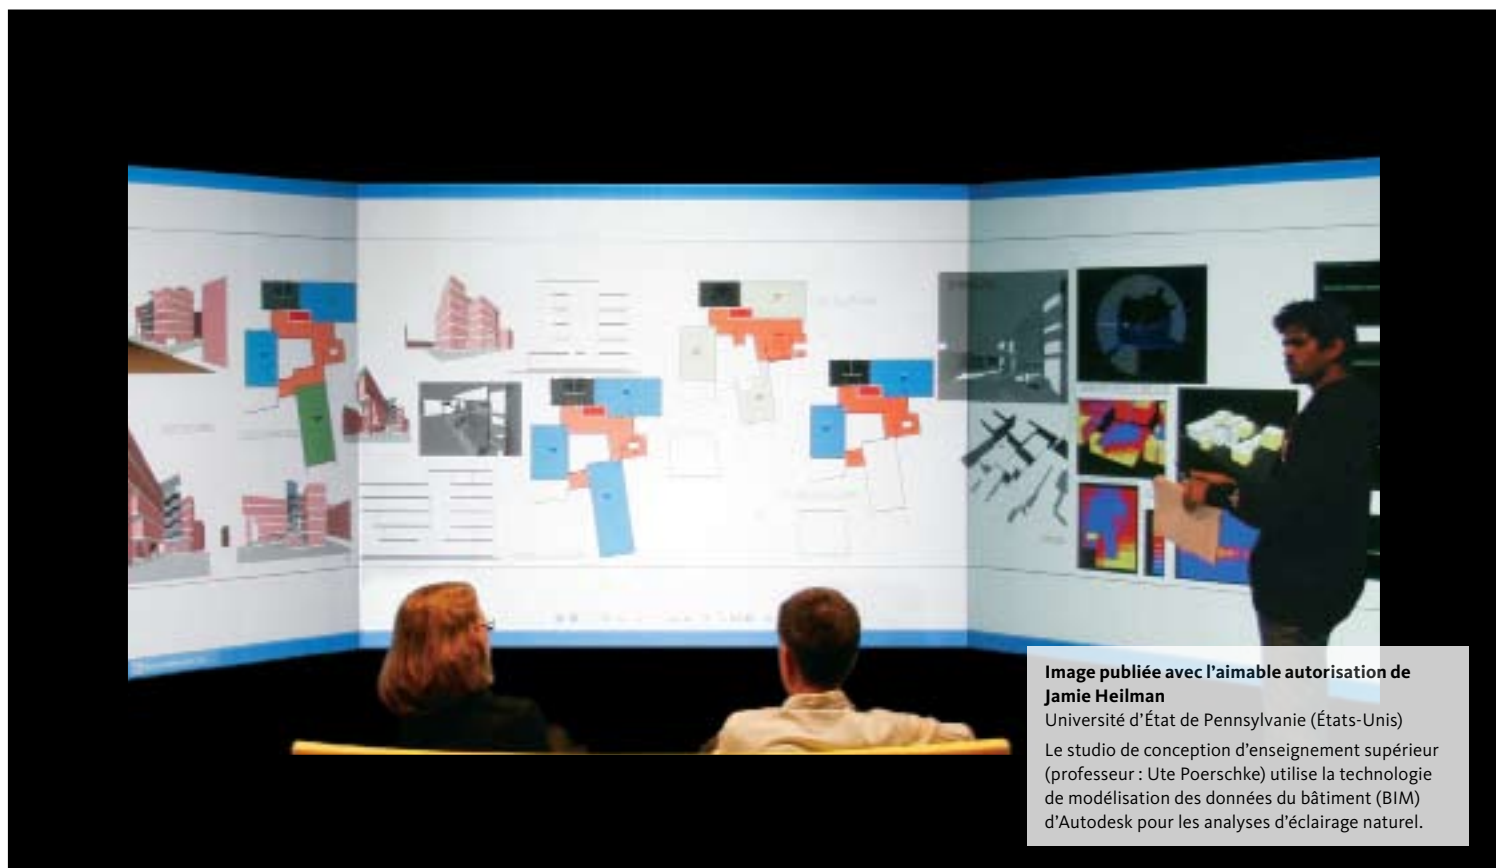 Image publiée avec l'aimable autorisation de
Jamie Heilman
Université d'État de Pennsylvanie (États-Unis)
Le studio de conception d'enseignement supérieur
(professeur : Ute Poerschke) utilise la technologie
de modélisation des données du bâtiment (BIM)
d'Autodesk pour les analyses d'éclairage naturel.